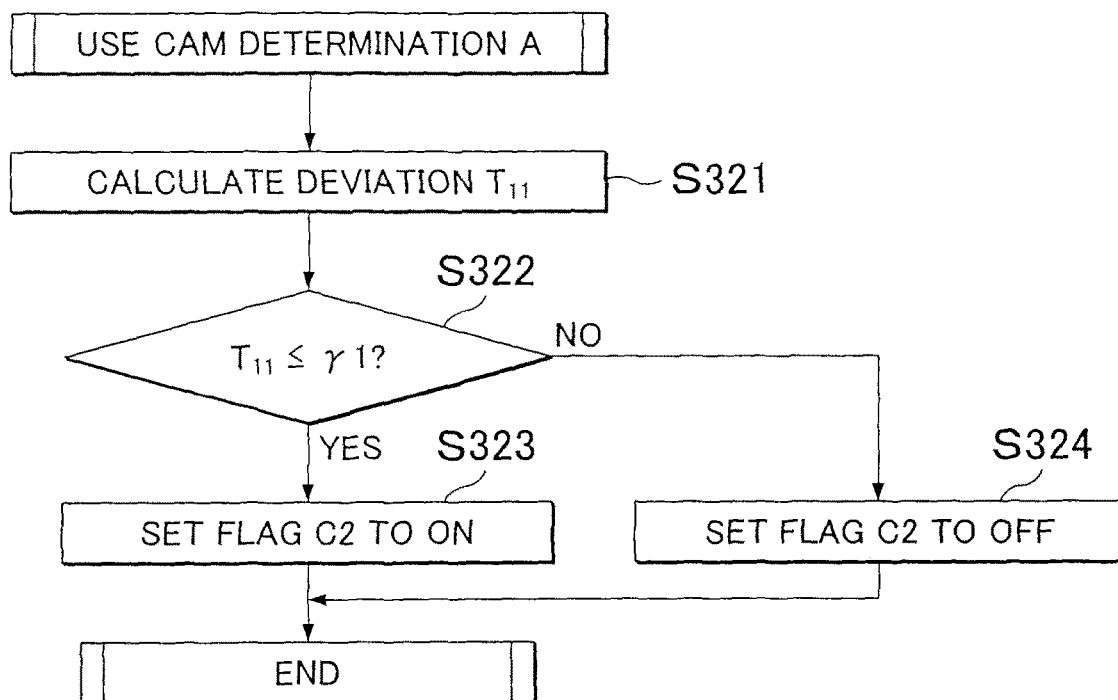 USE CAM DETERMINATION A
CALCULATE DEVIATION T₁₁
S321
S322
T₁₁ ≦ γ1?
NO
YES
S323
S324
SET FLAG C2 TO ON
SET FLAG C2 TO OFF
END